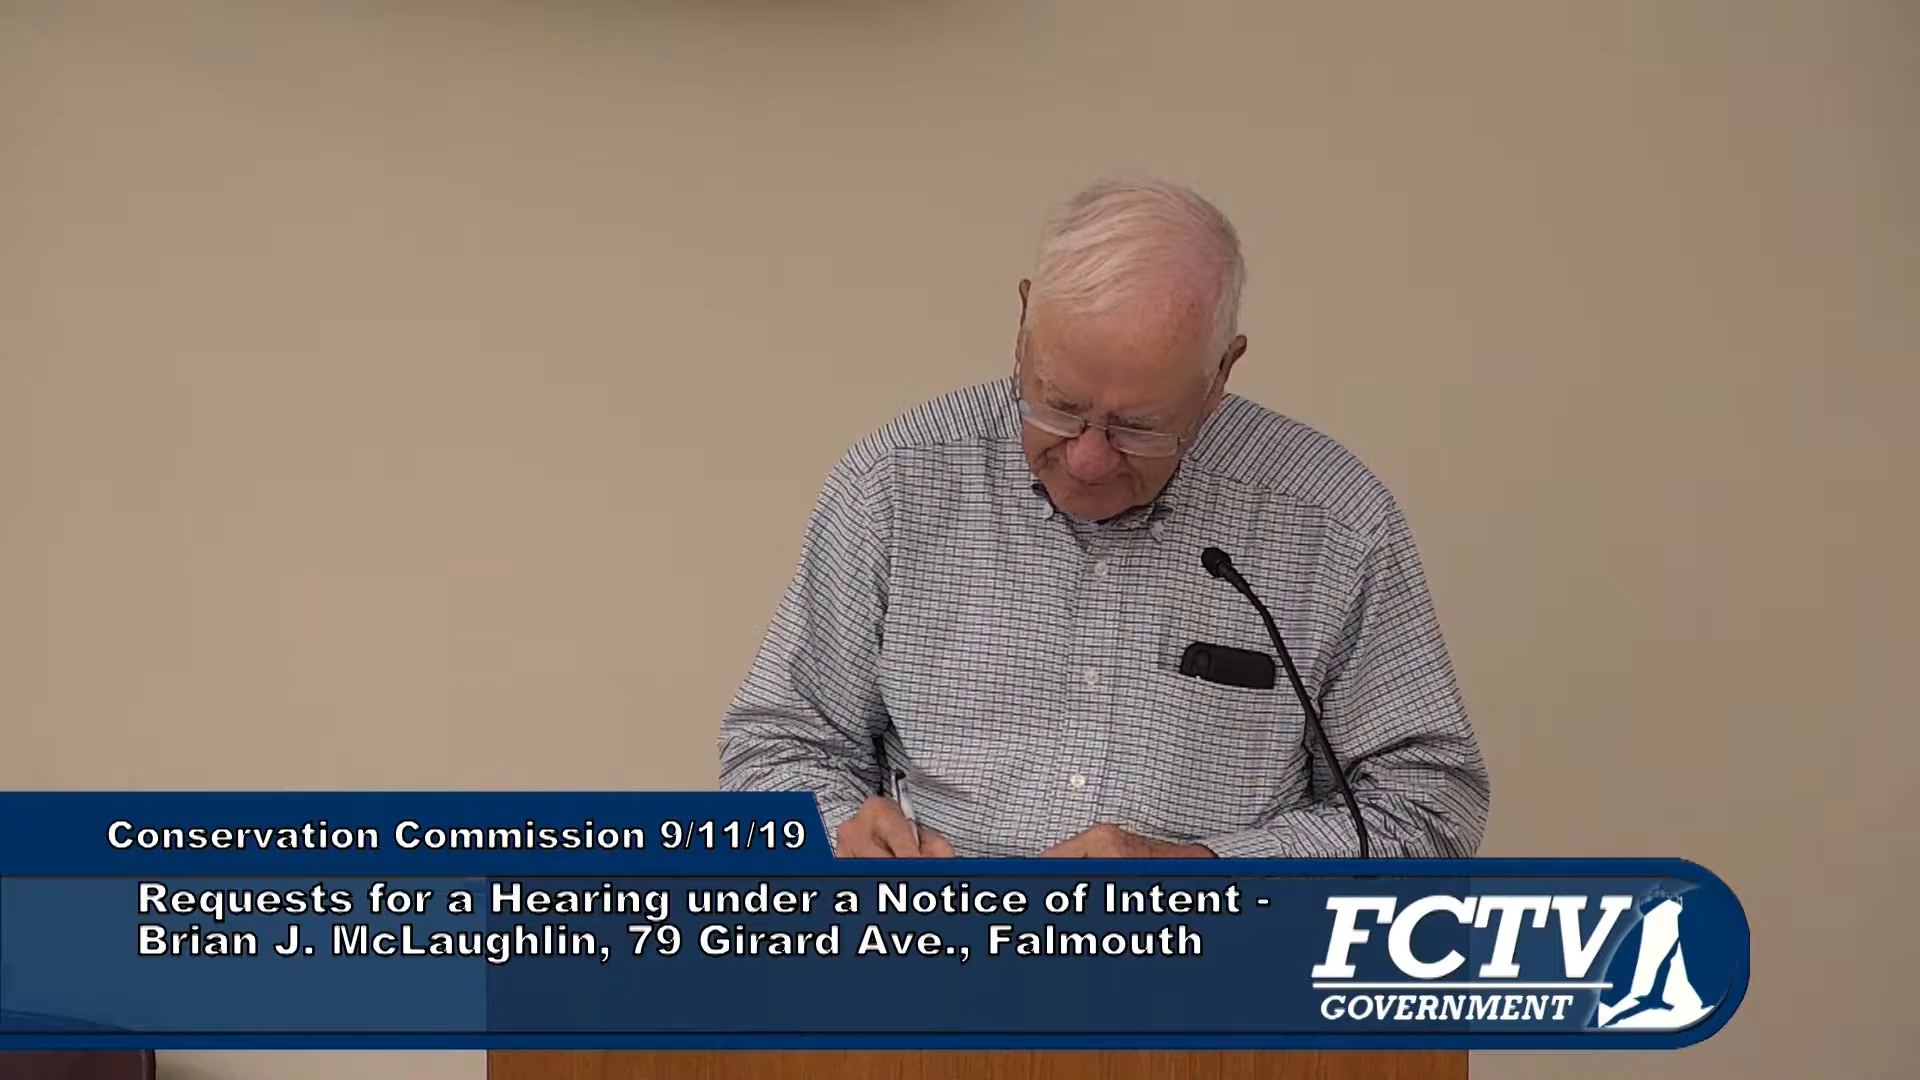 Conservation Commission 9/11/19
Requests for a Hearing under a Notice of Intent -
Brian J. McLaughlin, 79 Girard Ave., Falmouth
FCTV
GOVERNMENT